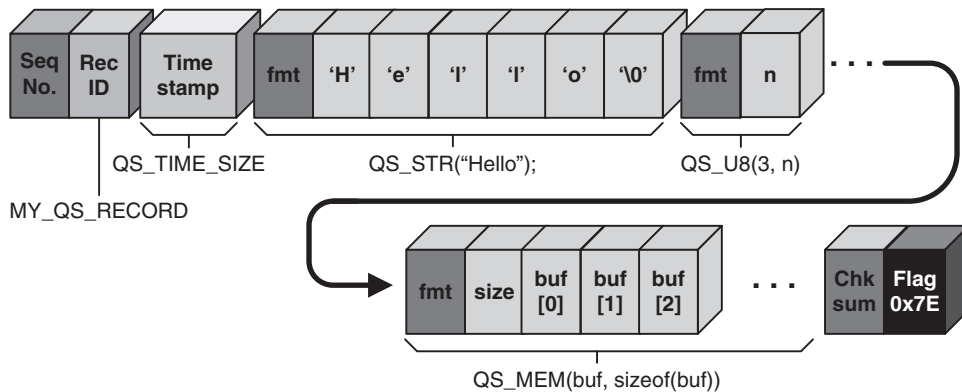 Seq No.
Rec ID
Time stamp
fmt
‘H’
‘e’
‘l’
‘l’
‘o’
‘\0’
fmt
n
. . .
QS_TIME_SIZE
QS_STR(“Hello”);
QS_U8(3, n)
MY_QS_RECORD
fmt
size
buf [0]
buf [1]
buf [2]
. . .
Chk sum
Flag 0x7E
QS_MEM(buf, sizeof(buf))